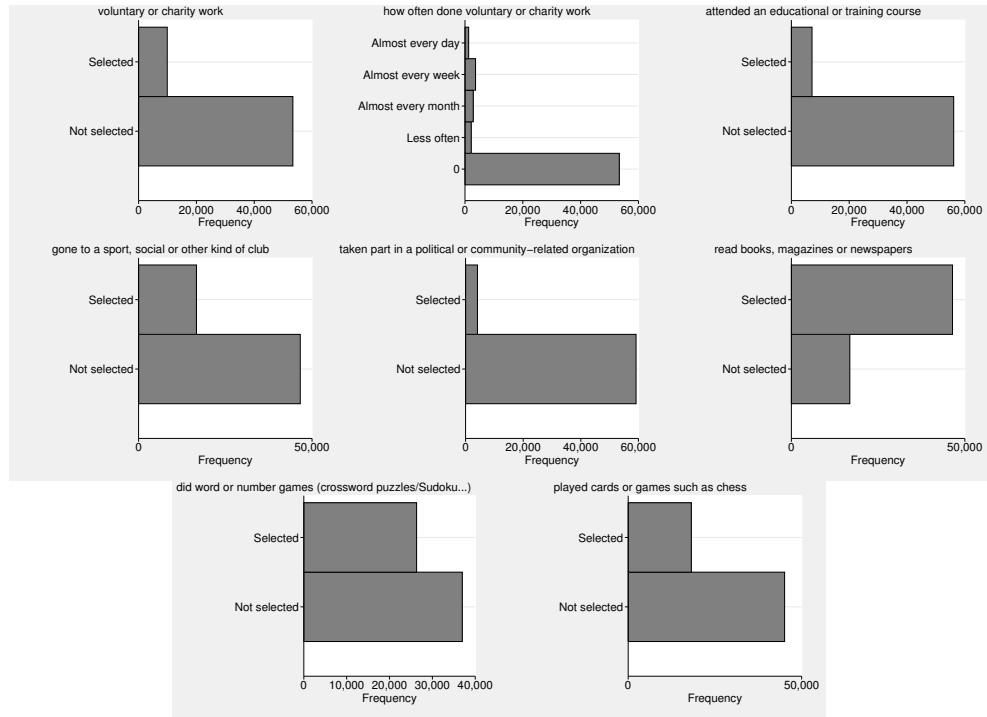 voluntary or charity work
Selected
Not selected
0 20,000 40,000 60,000
Frequency
how often done voluntary or charity work
Almost every day
Almost every week
Almost every month
Less often
0
0 20,000 40,000 60,000
Frequency
attended an educational or training course
Selected
Not selected
0 20,000 40,000 60,000
Frequency
gone to a sport, social or other kind of club
Selected
Not selected
0 50,000
Frequency
taken part in a political or community−related organization
Selected
Not selected
0 20,000 40,000 60,000
Frequency
read books, magazines or newspapers
Selected
Not selected
0 50,000
Frequency
did word or number games (crossword puzzles/Sudoku...)
Selected
Not selected
0 10,000 20,000 30,000 40,000
Frequency
played cards or games such as chess
Selected
Not selected
0 50,000
Frequency